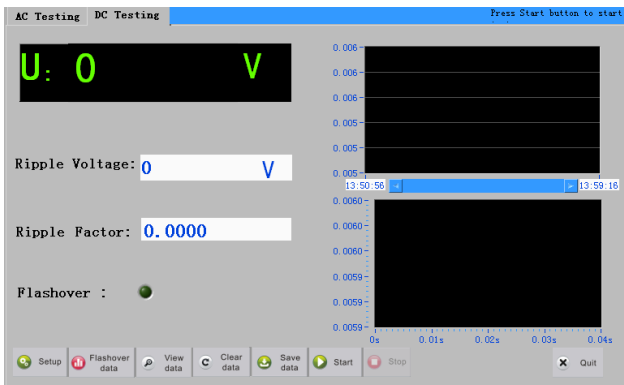 AC Testing
DC Testing
Press Start button to start
U: 0 V
Ripple Voltage: 0 V
Ripple Factor: 0.0000
Flashover :
0.006
0.006
0.006
0.005
0.005
0.005
13:50:56
13:59:16
0.0060
0.0060
0.0060
0.0059
0.0059
0.0059
0s
0.01s
0.02s
0.03s
0.04s
Setup
Flashover
data
View
data
Clear
data
Save
data
Start
Stop
Quit